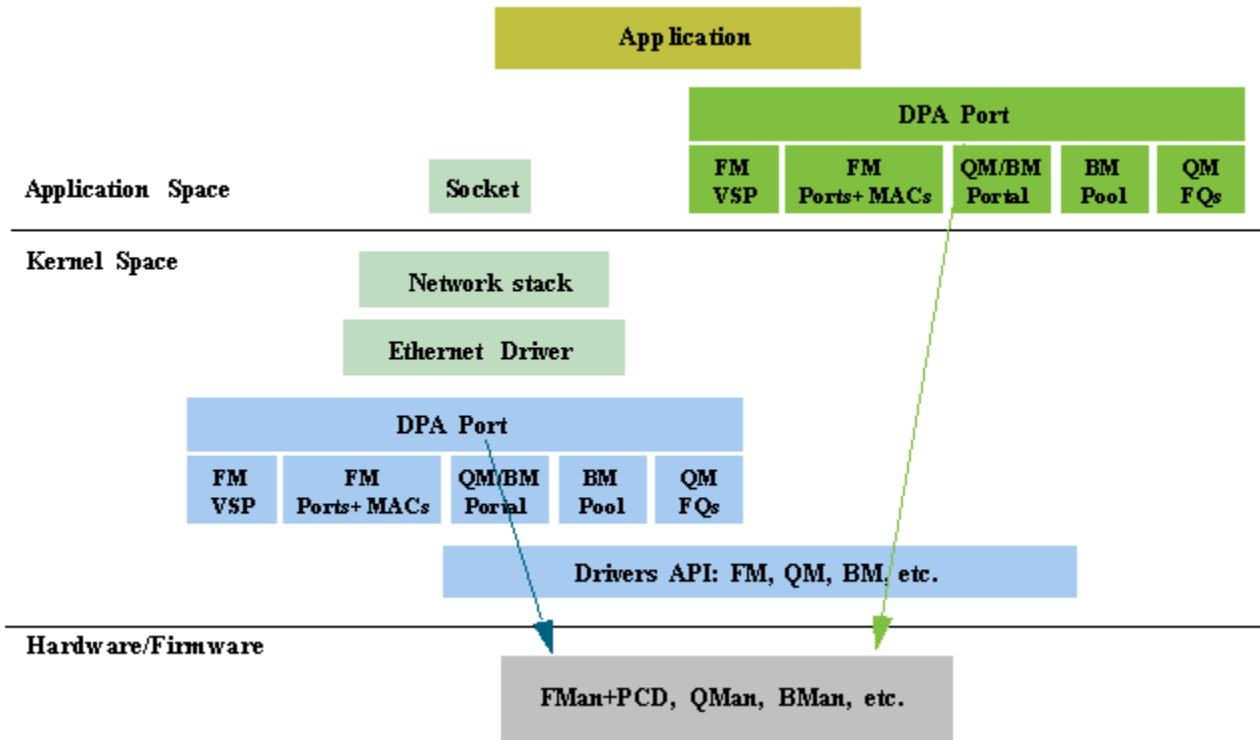 Application
DPA Port
FM VSP
FM Ports+ MACs
QM/BM Portal
BM Pool
QM FQs
Application Space
Socket
Kernel Space
Network stack
Ethernet Driver
DPA Port
FM VSP
FM Ports+ MACs
QM/BM Portal
BM Pool
QM FQs
Drivers API: FM, QM, BM, etc.
Hardware/Firmware
FMan+PCD, QMan, BMan, etc.